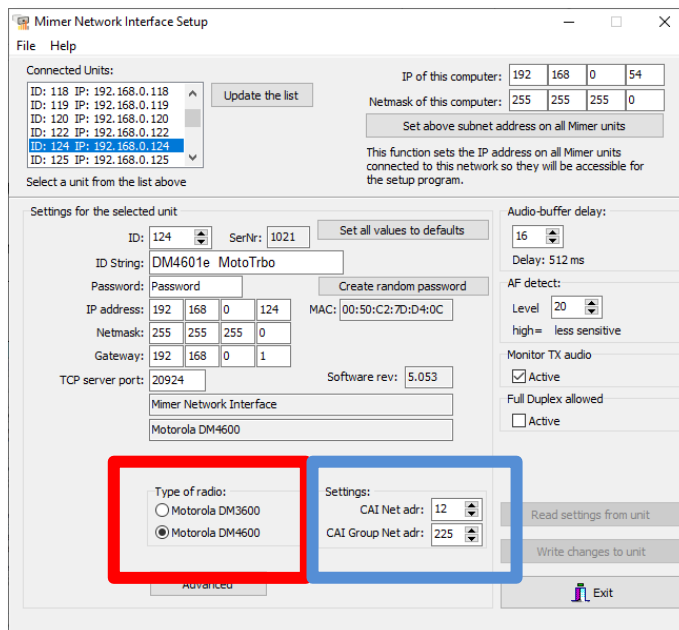 Mimer Network Interface Setup
File Help
Connected Units:
ID: 118 IP: 192.168.0.118
ID: 119 IP: 192.168.0.119
ID: 120 IP: 192.168.0.120
ID: 122 IP: 192.168.0.122
ID: 124 IP: 192.168.0.124
ID: 125 IP: 192.168.0.125
Select a unit from the list above
Update the list
IP of this computer: 192 168 0 54
Netmask of this computer: 255 255 255 0
Set above subnet address on all Mimer units
This function sets the IP address on all Mimer units
connected to this network so they will be accessible for
the setup program.
Settings for the selected unit
ID: 124 SerNr: 1021 Set all values to defaults
ID String: DM4601e MotoTrbo
Password: Password Create random password
IP address: 192 168 0 124 MAC: 00:50:C2:7D:D4:0C
Netmask: 255 255 255 0
Gateway: 192 168 0 1
TCP server port: 20924 Software rev: 5.053
Mimer Network Interface
Motorola DM4600
Type of radio:
Motorola DM3600
Motorola DM4600
Settings:
CAI Net adr: 12
CAI Group Net adr: 225
Advanced
Audio-buffer delay:
16
Delay: 512 ms
AF detect:
Level 20
high= less sensitive
Monitor TX audio
Active
Full Duplex allowed
Active
Read settings from unit
Write changes to unit
Exit